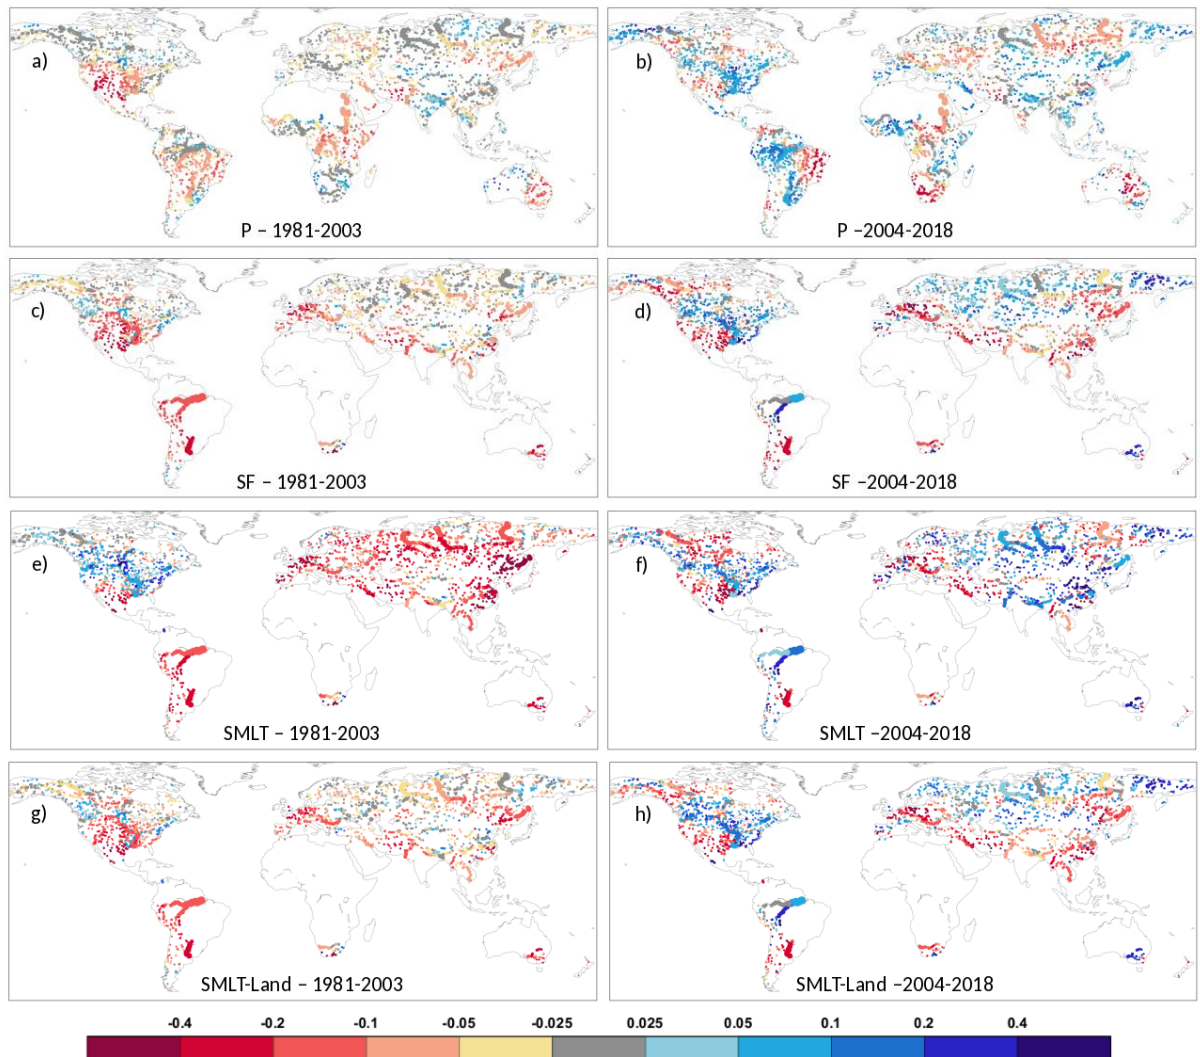 a)
P – 1981-2003
b)
P –2004-2018
c)
SF – 1981-2003
d)
SF –2004-2018
e)
SMLT – 1981-2003
f)
SMLT –2004-2018
g)
SMLT-Land – 1981-2003
h)
SMLT-Land –2004-2018
-0.4 -0.2 -0.1 -0.05 -0.025 0.025 0.05 0.1 0.2 0.4